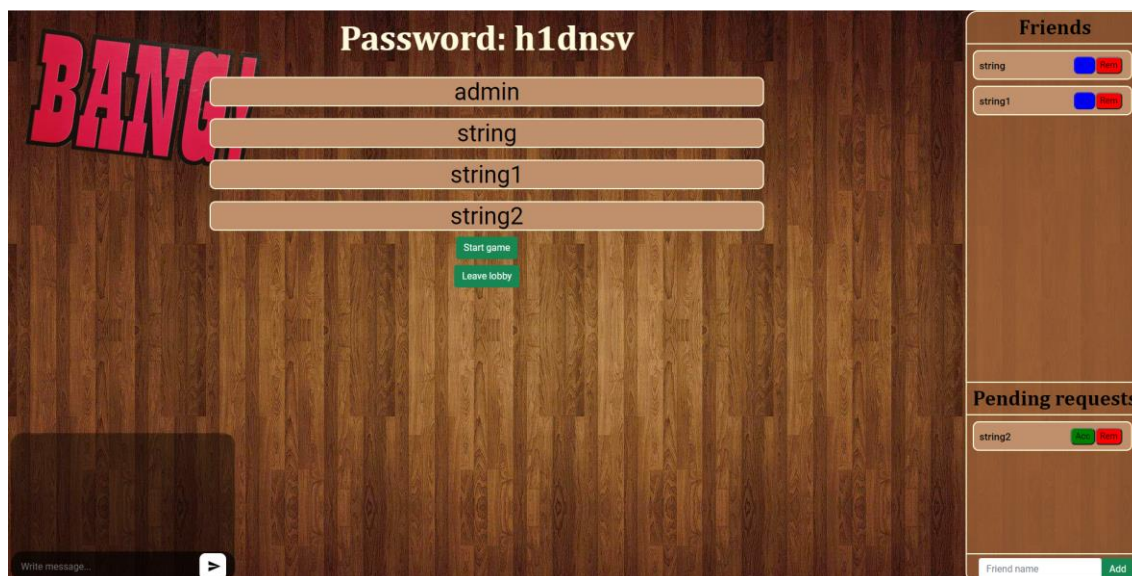 BANG!
Password: h1dnsv
admin
string
string1
string2
Start game
Leave lobby
Write message...
Friends
string Rem
string1 Rem
Pending requests
string2 Acc Rem
Friend name Add